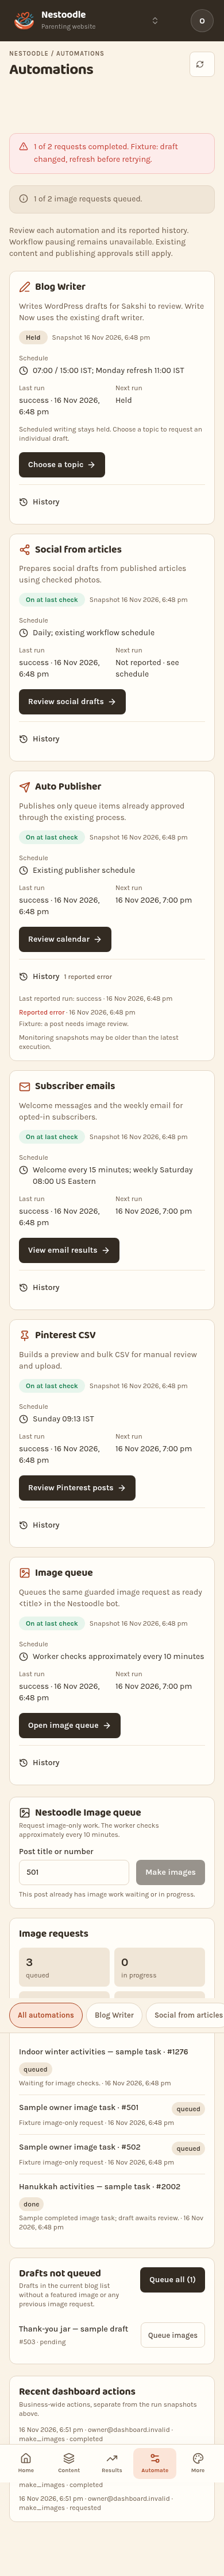 Nestoodle
Parenting website
O
NESTOODLE / AUTOMATIONS
Automations
1 of 2 requests completed. Fixture: draft
changed, refresh before retrying.
1 of 2 image requests queued.
Review each automation and its reported history.
Workflow pausing remains unavailable. Existing
content and publishing approvals still apply.
Blog Writer
Writes WordPress drafts for Sakshi to review. Write
Now uses the existing draft writer.
Held Snapshot 16 Nov 2026, 6:48 pm
Schedule
07:00 / 15:00 IST; Monday refresh 11:00 IST
Last run Next run
success · 16 Nov 2026, Held
6:48 pm
Scheduled writing stays held. Choose a topic to request an
individual draft.
Choose a topic →
History
Social from articles
Prepares social drafts from published articles
using checked photos.
On at last check Snapshot 16 Nov 2026, 6:48 pm
Schedule
Daily; existing workflow schedule
Last run Next run
success · 16 Nov 2026, Not reported · see
6:48 pm schedule
Review social drafts →
History
Auto Publisher
Publishes only queue items already approved
through the existing process.
On at last check Snapshot 16 Nov 2026, 6:48 pm
Schedule
Existing publisher schedule
Last run Next run
success · 16 Nov 2026, 16 Nov 2026, 7:00 pm
6:48 pm
Review calendar →
History 1 reported error
Last reported run: success · 16 Nov 2026, 6:48 pm
Reported error · 16 Nov 2026, 6:48 pm
Fixture: a post needs image review.
Monitoring snapshots may be older than the latest
execution.
Subscriber emails
Welcome messages and the weekly email for
opted-in subscribers.
On at last check Snapshot 16 Nov 2026, 6:48 pm
Schedule
Welcome every 15 minutes; weekly Saturday
08:00 US Eastern
Last run Next run
success · 16 Nov 2026, 16 Nov 2026, 7:00 pm
6:48 pm
View email results →
History
Pinterest CSV
Builds a preview and bulk CSV for manual review
and upload.
On at last check Snapshot 16 Nov 2026, 6:48 pm
Schedule
Sunday 09:13 IST
Last run Next run
success · 16 Nov 2026, 16 Nov 2026, 7:00 pm
6:48 pm
Review Pinterest posts →
History
Image queue
Queues the same guarded image request as ready
<title> in the Nestoodle bot.
On at last check Snapshot 16 Nov 2026, 6:48 pm
Schedule
Worker checks approximately every 10 minutes
Last run Next run
success · 16 Nov 2026, 16 Nov 2026, 7:00 pm
6:48 pm
Open image queue →
History
Nestoodle Image queue
Request image-only work. The worker checks
approximately every 10 minutes.
Post title or number
501 Make images
This post already has image work waiting or in progress.
Image requests
3 0
queued in progress
All automations Blog Writer Social from articles
Indoor winter activities — sample task · #1276
queued
Waiting for image checks. · 16 Nov 2026, 6:48 pm
Sample owner image task · #501 queued
Fixture image-only request · 16 Nov 2026, 6:48 pm
Sample owner image task · #502 queued
Fixture image-only request · 16 Nov 2026, 6:48 pm
Hanukkah activities — sample task · #2002
done
Sample completed image task; draft awaits review. · 16 Nov
2026, 6:48 pm
Drafts not queued Queue all (1)
Drafts in the current blog list
without a featured image or any
previous image request.
Thank-you jar — sample draft Queue images
#503 · pending
Recent dashboard actions
Business-wide actions, separate from the run snapshots
above.
16 Nov 2026, 6:51 pm · owner@dashboard.invalid ·
make_images · completed
Home Content Results Automate More
make_images · completed
16 Nov 2026, 6:51 pm · owner@dashboard.invalid ·
make_images · requested